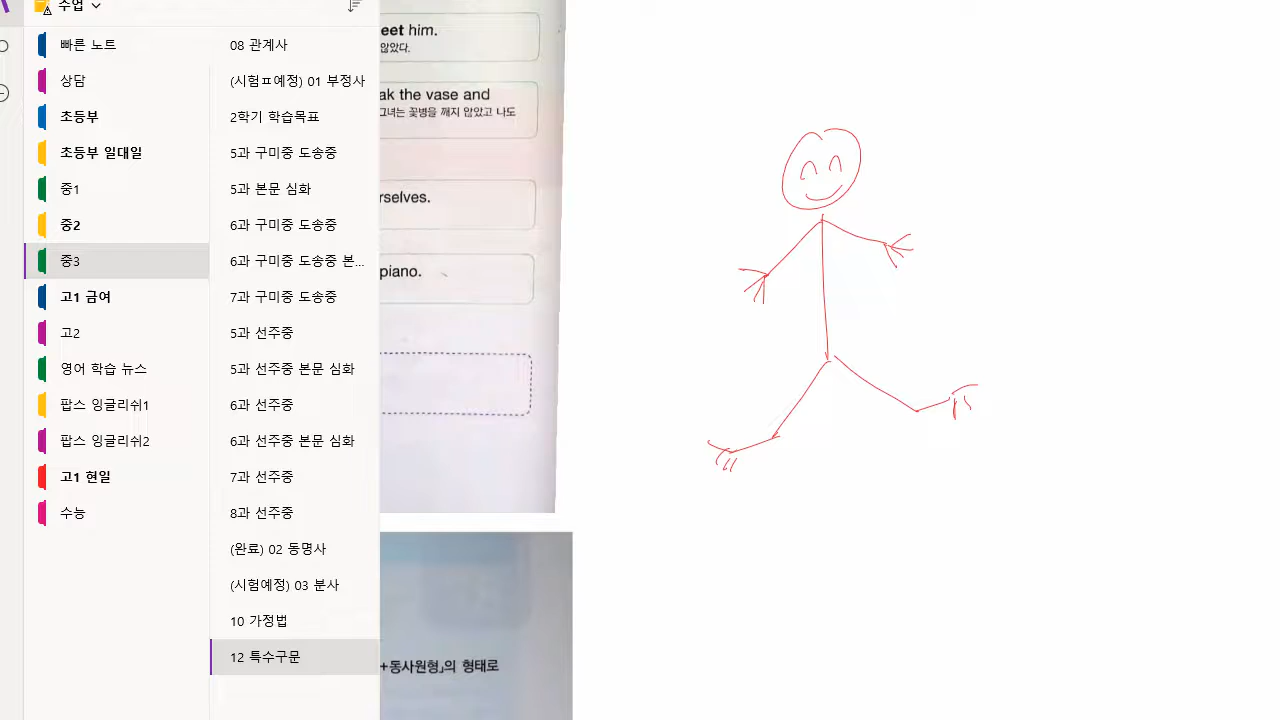 수업
빠른 노트
상담
초등부
초등부 일대일
중1
중2
중3
고1 금여
고2
영어 학습 뉴스
팝스 잉글리쉬1
팝스 잉글리쉬2
고1 현일
수능
08 관계사
(시험ㅍ예정) 01 부정사
2학기 학습목표
5과 구미중 도송중
5과 본문 심화
6과 구미중 도송중
6과 구미중 도송중 본...
7과 구미중 도송중
5과 선주중
5과 선주중 본문 심화
6과 선주중
6과 선주중 본문 심화
7과 선주중
8과 선주중
(완료) 02 동명사
(시험예정) 03 분사
10 가정법
12 특수구문
eet him.
않았다.
ak the vase and
그녀는 꽃병을 깨지 않았고 나도
rselves.
piano.
+동사원형」의 형태로